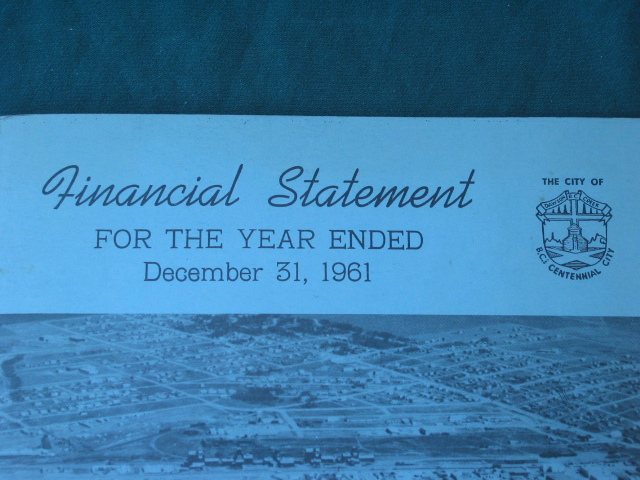 Financial Statement
FOR THE YEAR ENDED
December 31, 1961
THE CITY OF
DAWSON CREEK
B.C.
B.C.'S CENTENNIAL CITY